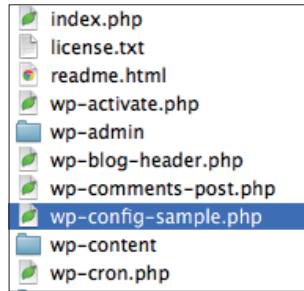 index.php
license.txt
readme.html
wp-activate.php
wp-admin
wp-blog-header.php
wp-comments-post.php
wp-config-sample.php
wp-content
wp-cron.php